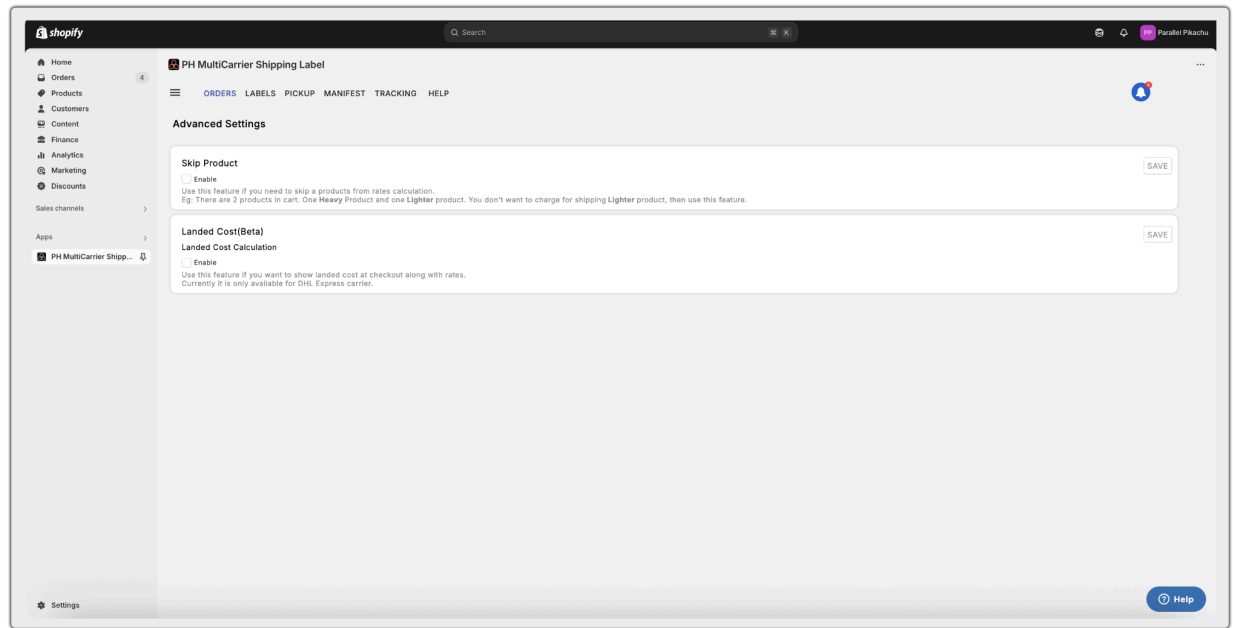 shopify
Search
⌘ K
PP Parallel Pikachu
Home
Orders 4
Products
Customers
Content
Finance
Analytics
Marketing
Discounts
Sales channels
Apps
PH MultiCarrier Shipp...
Settings
PH MultiCarrier Shipping Label
ORDERS LABELS PICKUP MANIFEST TRACKING HELP
Advanced Settings
Skip Product
SAVE
Enable
Use this feature if you need to skip a products from rates calculation.
Eg: There are 2 products in cart. One Heavy Product and one Lighter product. You don't want to charge for shipping Lighter product, then use this feature.
Landed Cost(Beta)
SAVE
Landed Cost Calculation
Enable
Use this feature if you want to show landed cost at checkout along with rates.
Currently it is only available for DHL Express carrier.
Help